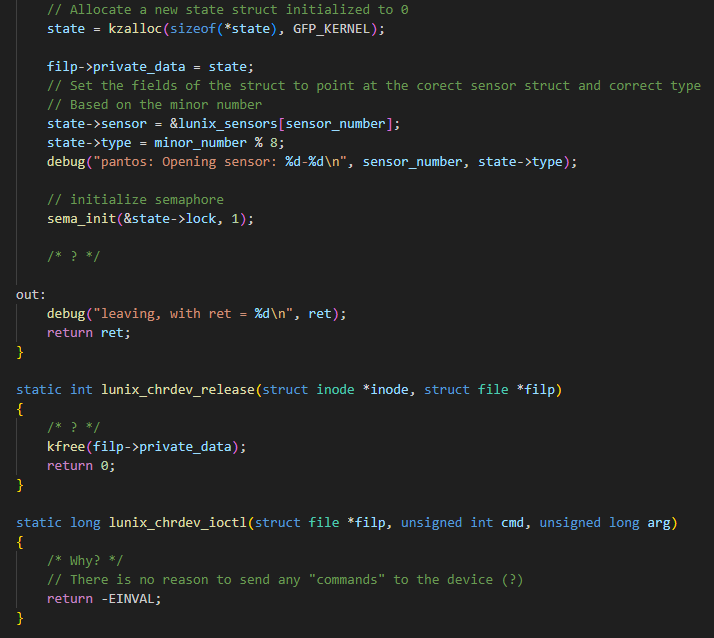 // Allocate a new state struct initialized to 0
state = kzalloc(sizeof(*state), GFP_KERNEL);
filp->private_data = state;
// Set the fields of the struct to point at the corect sensor struct and correct type
// Based on the minor number
state->sensor = &lunix_sensors[sensor_number];
state->type = minor_number % 8;
debug("pantos: Opening sensor: %d-%d\n", sensor_number, state->type);
// initialize semaphore
sema_init(&state->lock, 1);
/* ? */
out:
debug("leaving, with ret = %d\n", ret);
return ret;
}
static int lunix_chrdev_release(struct inode *inode, struct file *filp)
{
/* ? */
kfree(filp->private_data);
return 0;
}
static long lunix_chrdev_ioctl(struct file *filp, unsigned int cmd, unsigned long arg)
{
/* Why? */
// There is no reason to send any "commands" to the device (?)
return -EINVAL;
}